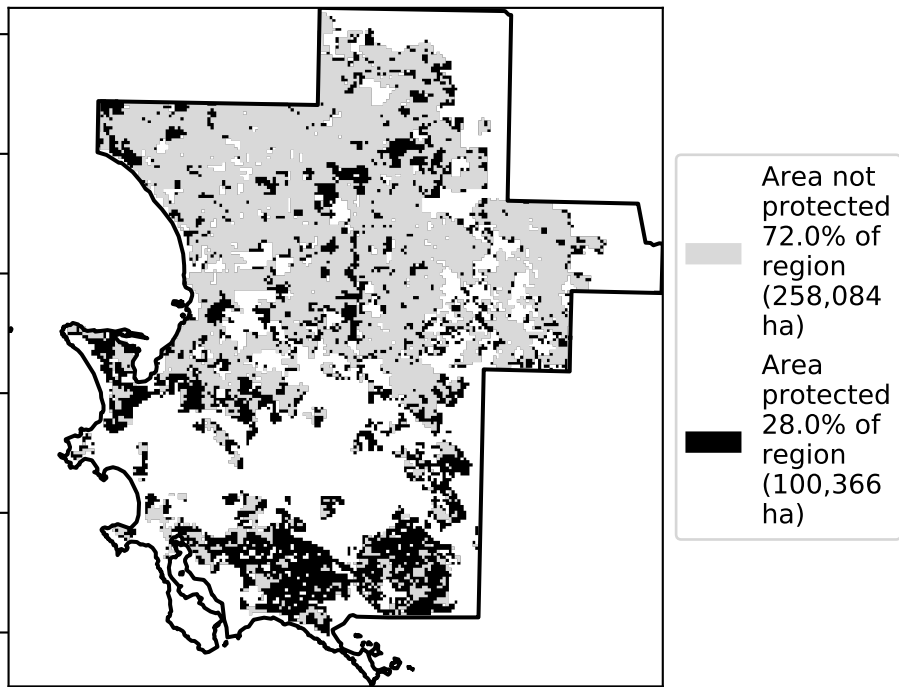 Area not
protected
72.0% of
region
(258,084
ha)
Area
protected
28.0% of
region
(100,366
ha)